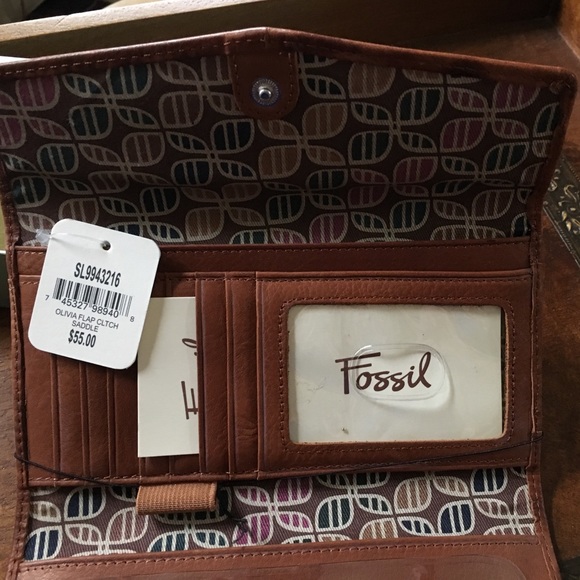 SL9943216
7 45327 98940 8
OLIVIA FLAP CLTCH
SADDLE
$55.00
Fossil